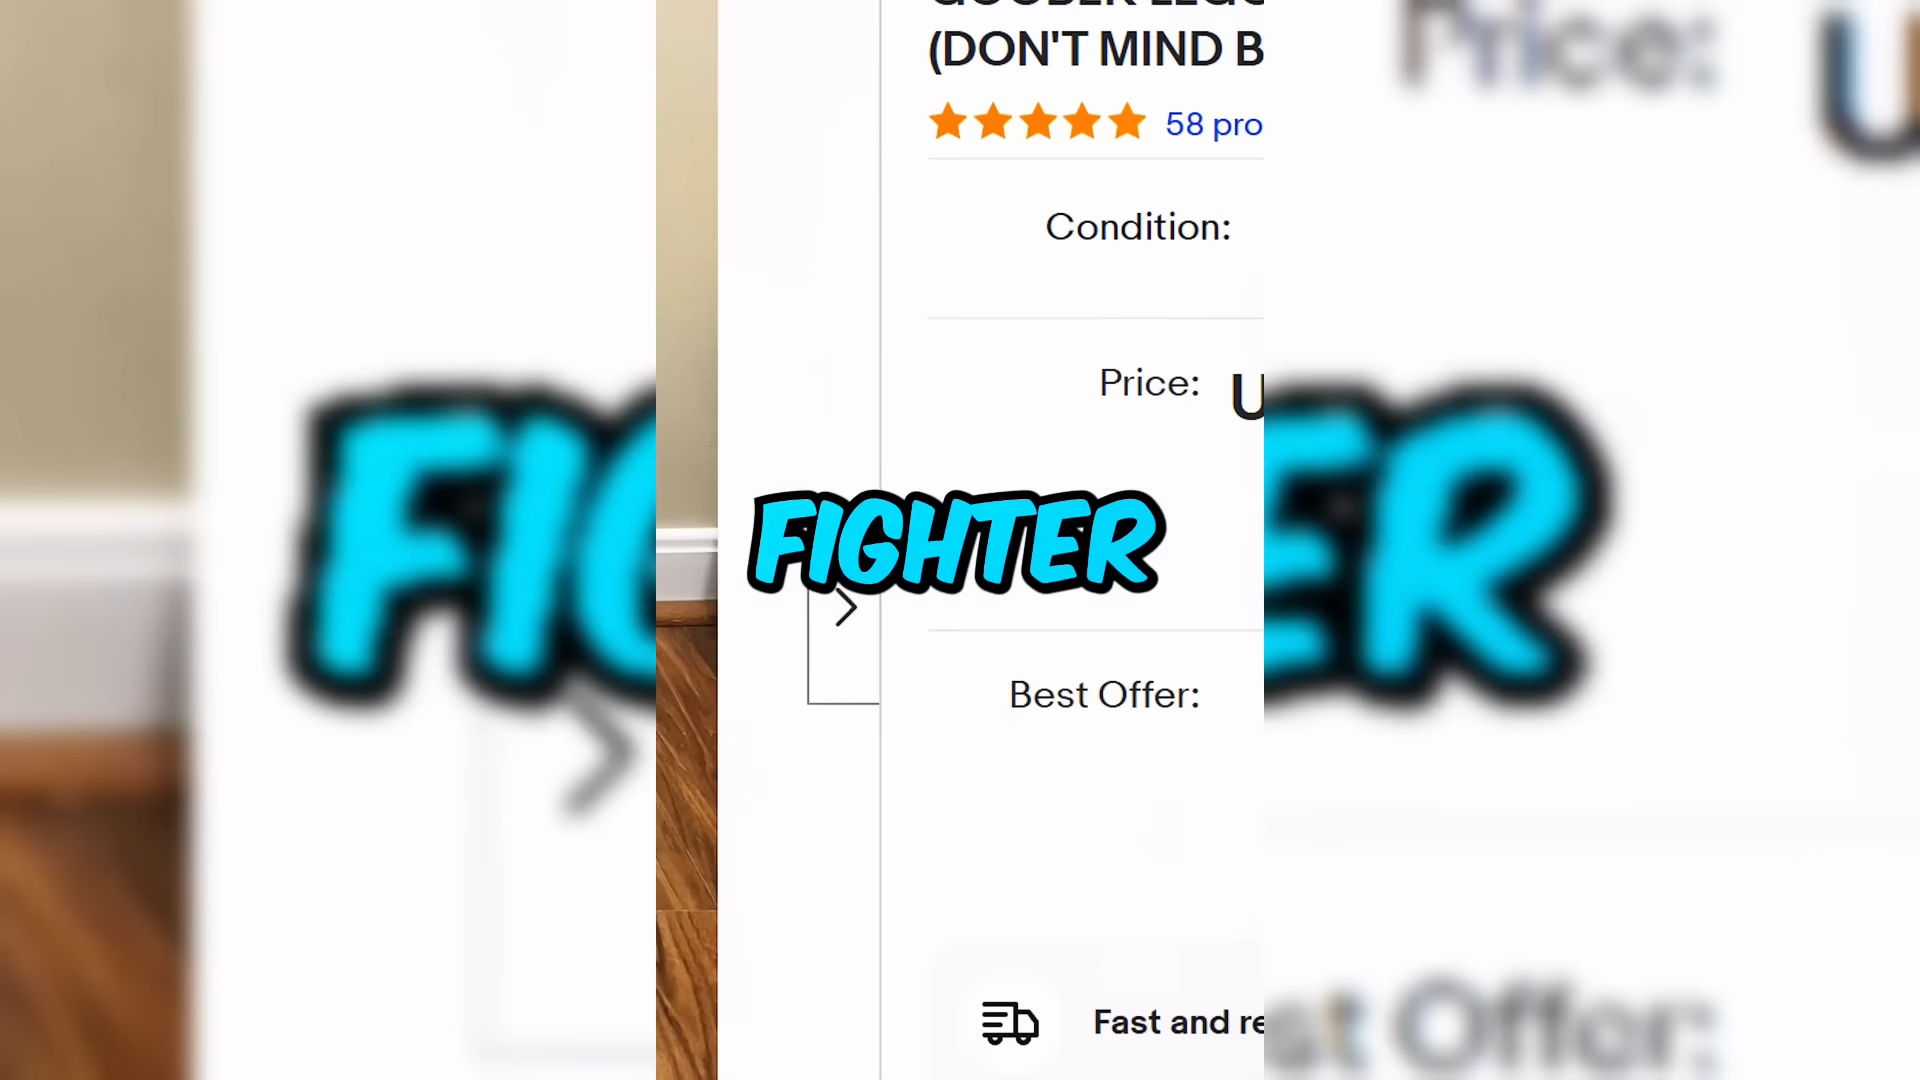 (DON'T MIND B
58 pro
Condition:
Price:
U
FIGHTER
Best Offer:
Fast and re